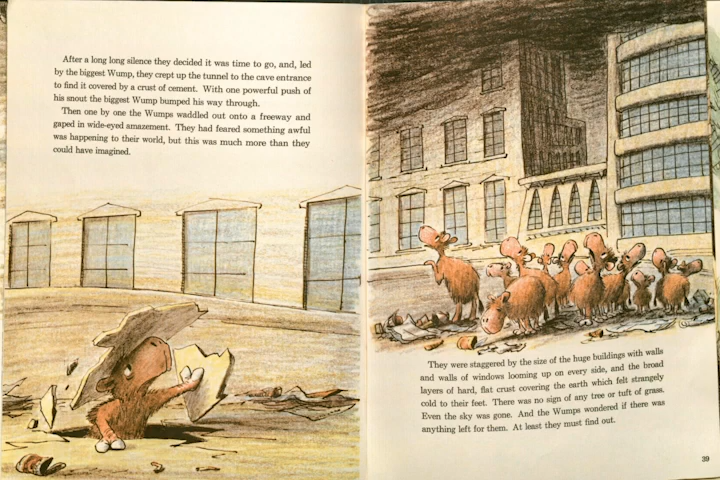 After a long long silence they decided it was time to go, and, led
by the biggest Wump, they crept up the tunnel to the cave entrance
to find it covered by a crust of cement. With one powerful push of
his snout the biggest Wump bumped his way through.
Then one by one the Wumps waddled out onto a freeway and
gaped in wide-eyed amazement. They had feared something awful
was happening to their world, but this was much more than they
could have imagined.
They were staggered by the size of the huge buildings with walls
and walls of windows looming up on every side, and the broad
layers of hard, flat crust covering the earth which felt strangely
cold to their feet. There was no sign of any tree or tuft of grass.
Even the sky was gone. And the Wumps wondered if there was
anything left for them. At least they must find out.
39